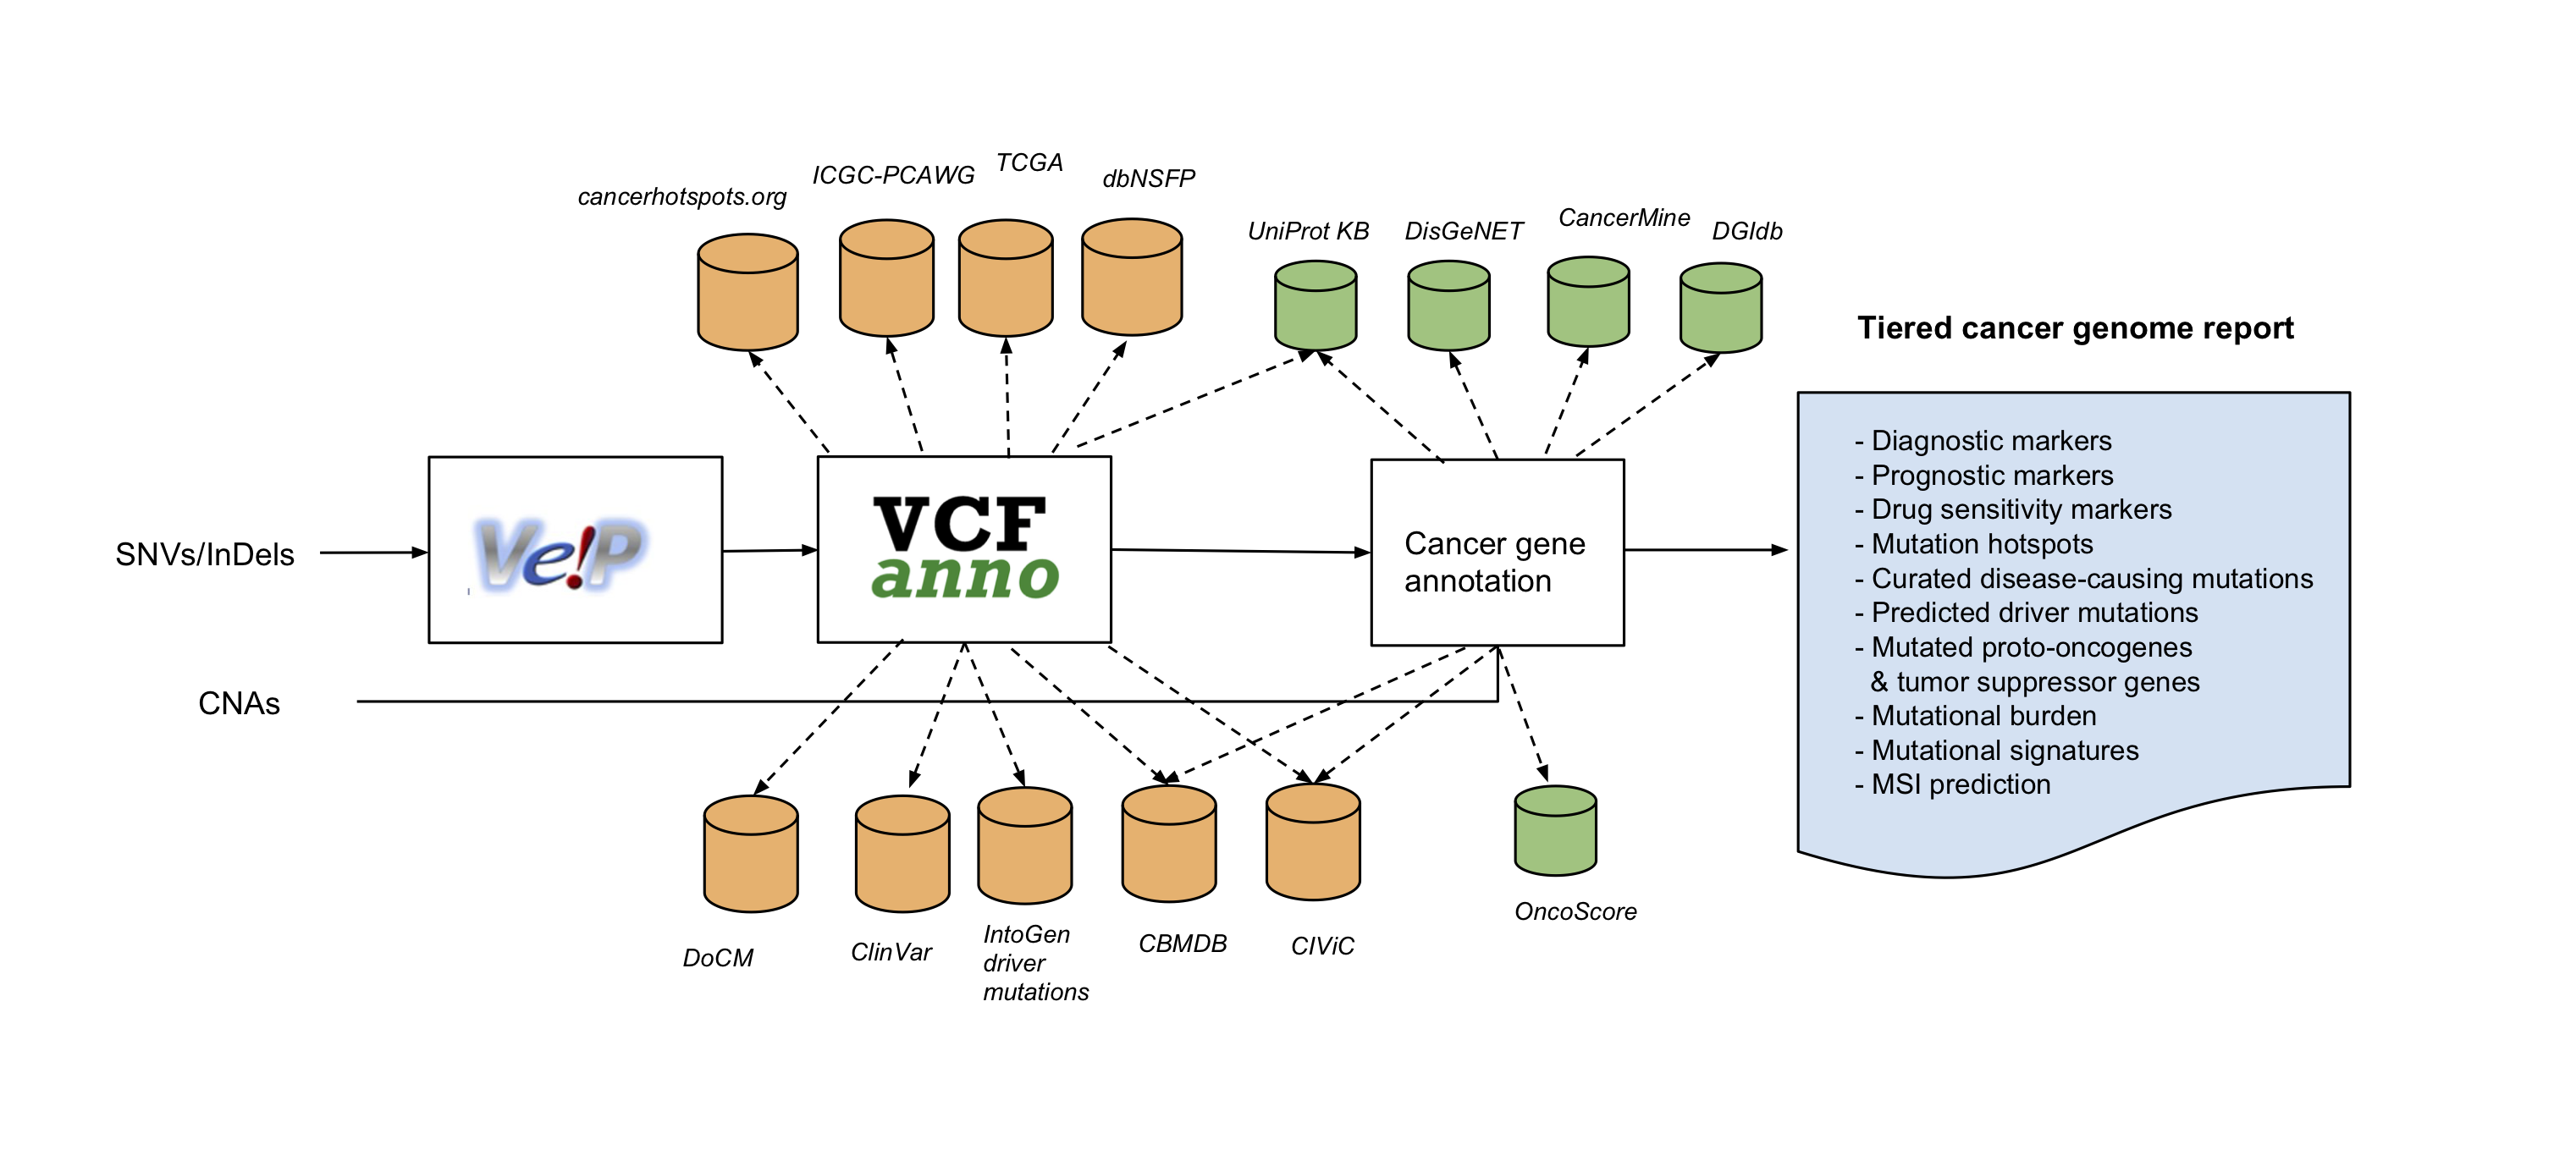 TCGA
ICGC-PCAWG
dbNSFP
cancerhotspots.org
CancerMine
UniProt KB
DisGeNET
DGIdb
Tiered cancer genome report
- Diagnostic markers
- Prognostic markers
- Drug sensitivity markers
- Mutation hotspots
- Curated disease-causing mutations
- Predicted driver mutations
- Mutated proto-oncogenes
& tumor suppressor genes
- Mutational burden
- Mutational signatures
- MSI prediction
SNVs/InDels
Ve!P
VCF
anno
Cancer gene
annotation
CNAs
DoCM
ClinVar
IntoGen
driver
mutations
CBMDB
CIViC
OncoScore